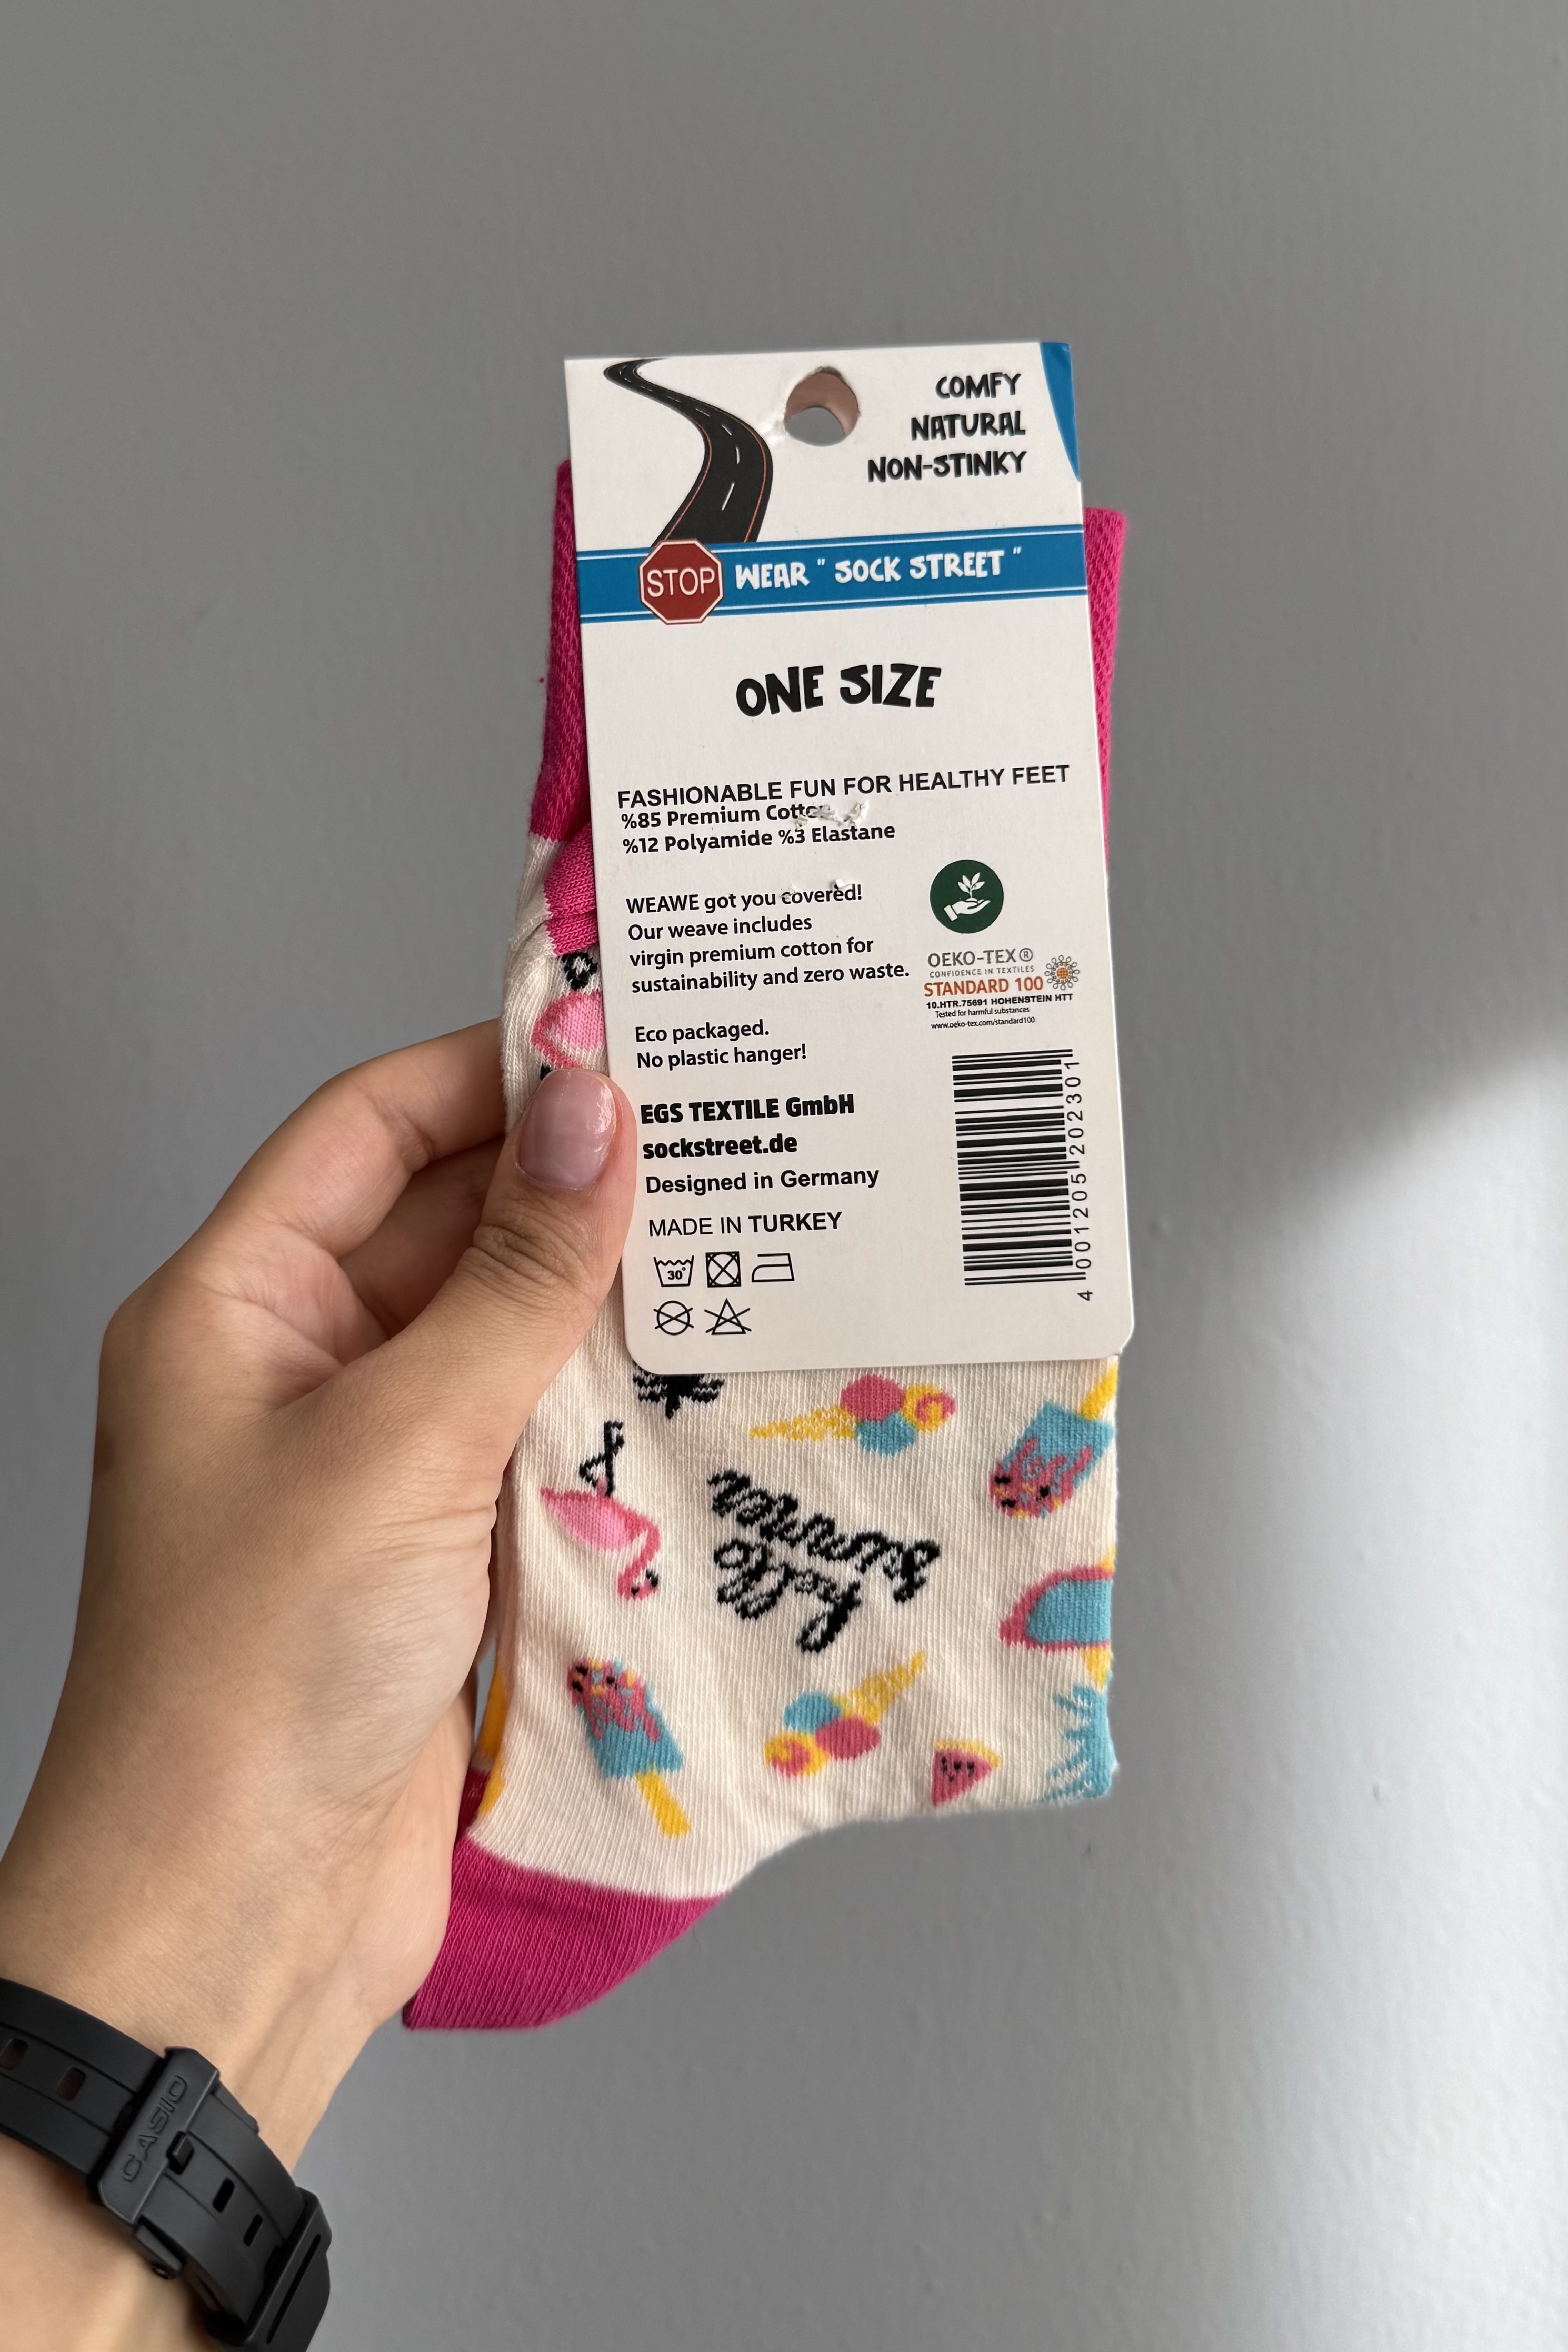 COMFY
NATURAL
NON-STINKY
STOP WEAR " SOCK STREET "
ONE SIZE
FASHIONABLE FUN FOR HEALTHY FEET
%85 Premium Cotton
%12 Polyamide %3 Elastane
WEAWE got you covered!
Our weave includes
virgin premium cotton for
sustainability and zero waste.
OEKO-TEX®
CONFIDENCE IN TEXTILES
STANDARD 100
10.HTR.75691 HOHENSTEIN HTT
Tested for harmful substances
www.oeko-tex.com/standard100
Eco packaged.
No plastic hanger!
EGS TEXTILE GmbH
sockstreet.de
Designed in Germany
MADE IN TURKEY
30°
4 001205 202301
hello
summer
CASIO